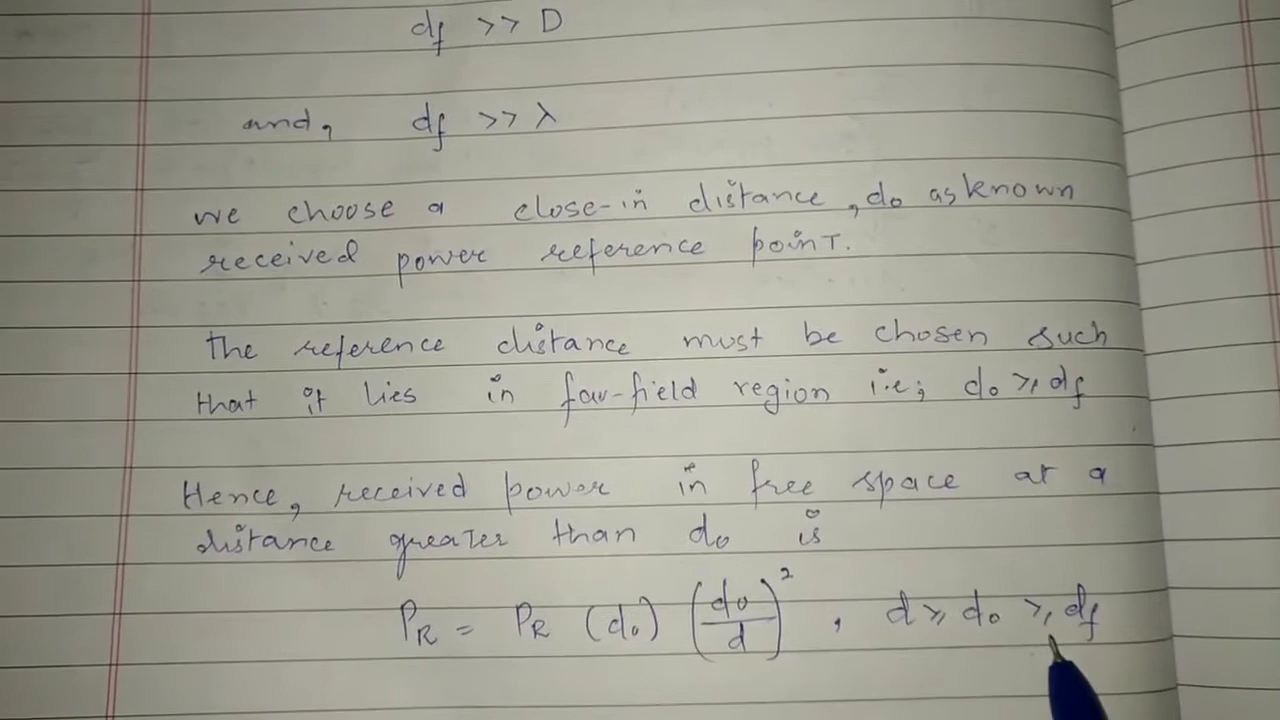 df >> D
and, df >> λ
we choose a close-in distance, do as known
received power reference point.
The reference distance must be chosen such
that it lies in far-field region i.e; do ≥ df
Hence, received power in free space at a
distance greater than do is
PR = PR (do) (do/d)², d ≥ do ≥ df